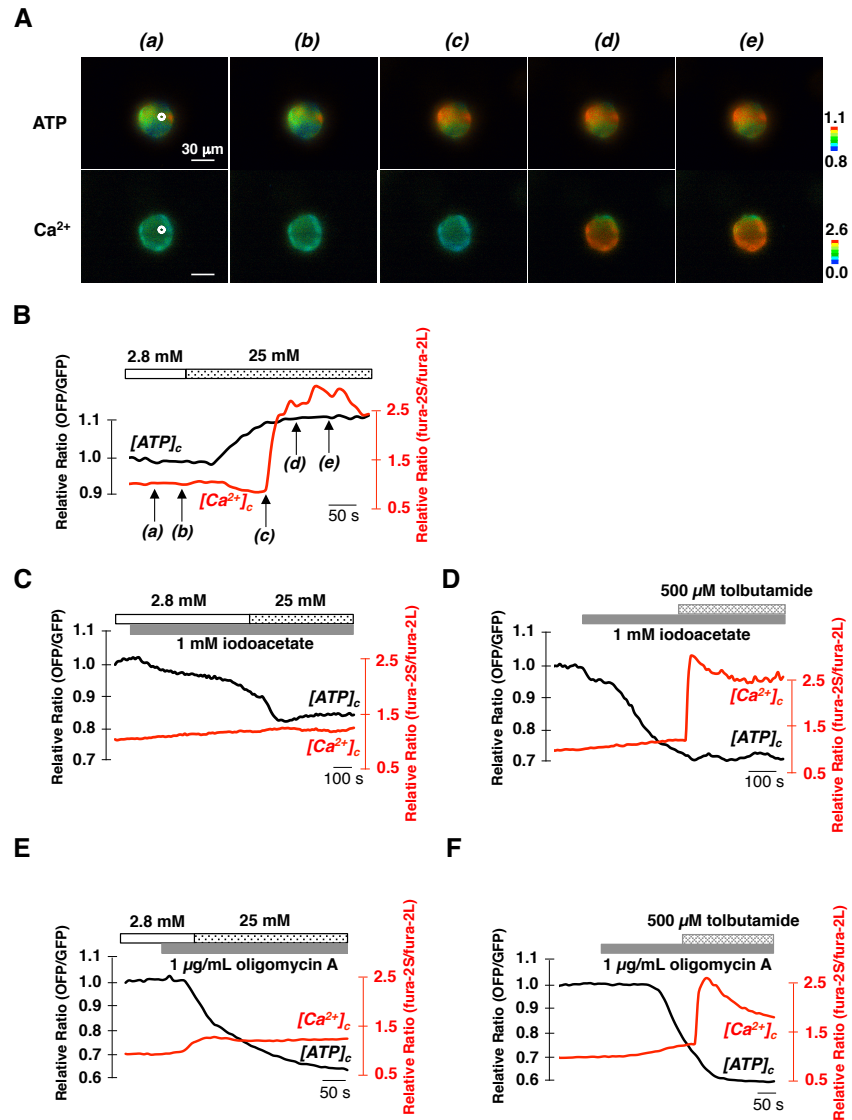 A
(a) (b) (c) (d) (e)
ATP
30 µm
1.1
0.8
Ca²⁺
2.6
0.0
B
2.8 mM 25 mM
Relative Ratio (OFP/GFP)
1.1
1.0
0.9
[ATP]c
[Ca²⁺]c
(a) (b) (c) (d) (e)
50 s
2.5
1.5
0.5
Relative Ratio (fura-2S/fura-2L)
C
2.8 mM 25 mM
1 mM iodoacetate
Relative Ratio (OFP/GFP)
1.1
1.0
0.9
0.8
0.7
[ATP]c
[Ca²⁺]c
100 s
2.5
1.5
0.5
Relative Ratio (fura-2S/fura-2L)
D
500 µM tolbutamide
1 mM iodoacetate
Relative Ratio (OFP/GFP)
1.1
1.0
0.9
0.8
0.7
[Ca²⁺]c
[ATP]c
100 s
2.5
1.5
0.5
Relative Ratio (fura-2S/fura-2L)
E
2.8 mM 25 mM
1 µg/mL oligomycin A
Relative Ratio (OFP/GFP)
1.1
1.0
0.9
0.8
0.7
0.6
[Ca²⁺]c
[ATP]c
50 s
2.5
1.5
0.5
Relative Ratio (fura-2S/fura-2L)
F
500 µM tolbutamide
1 µg/mL oligomycin A
Relative Ratio (OFP/GFP)
1.1
1.0
0.9
0.8
0.7
0.6
[Ca²⁺]c
[ATP]c
50 s
2.5
1.5
0.5
Relative Ratio (fura-2S/fura-2L)